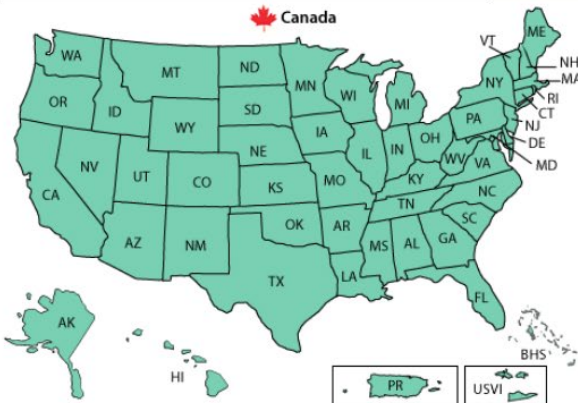 Canada
WA
MT
ND
MN
VT
ME
NH
MA
OR
ID
SD
WI
MI
NY
RI
CT
WY
IA
PA
NJ
NE
OH
DE
NV
UT
CO
IL
IN
WV
VA
MD
CA
KS
MO
KY
NC
AZ
NM
OK
AR
TN
SC
TX
MS
AL
GA
LA
FL
AK
HI
BHS
PR
USVI